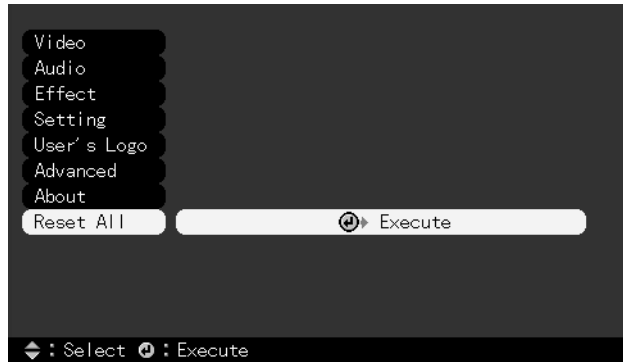 Video
Audio
Effect
Setting
User's Logo
Advanced
About
Reset All Execute
: Select : Execute